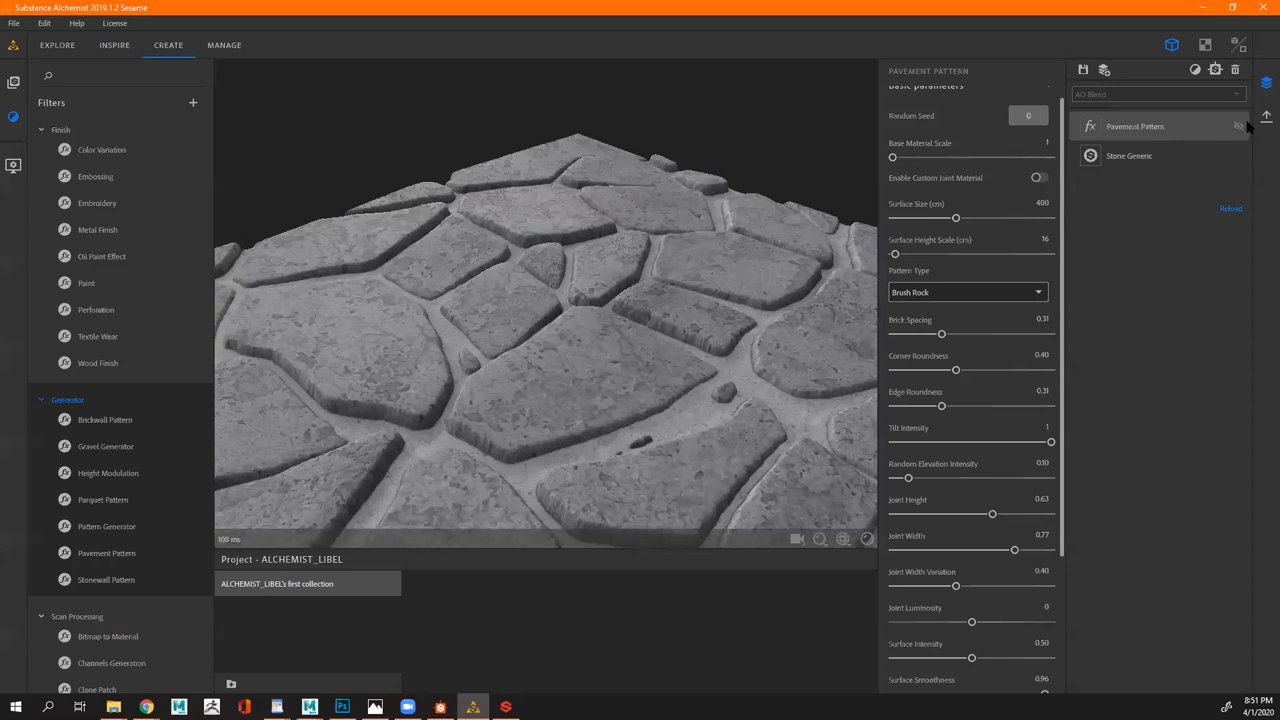 Substance Alchemist 2019.1.2 Sesame
File Edit Help License
EXPLORE INSPIRE CREATE MANAGE
Filters +
Finish
Color Variation
Embossing
Embroidery
Metal Finish
Oil Paint Effect
Paint
Perforation
Textile Wear
Wood Finish
Generator
Brickwall Pattern
Gravel Generator
Height Modulation
Parquet Pattern
Pattern Generator
Pavement Pattern
Stonewall Pattern
Scan Processing
Bitmap to Material
Channels Generation
Clone Patch
100 ms
Project - ALCHEMIST_LIBEL
ALCHEMIST_LIBEL's first collection
PAVEMENT PATTERN
Basic parameters
Random Seed 0
Base Material Scale 1
Enable Custom Joint Material
Surface Size (cm) 400
Surface Height Scale (cm) 16
Pattern Type
Brush Rock
Brick Spacing 0.31
Corner Roundness 0.40
Edge Roundness 0.31
Tilt Intensity 1
Random Elevation Intensity 0.10
Joint Height 0.63
Joint Width 0.77
Joint Width Variation 0.40
Joint Luminosity 0
Surface Intensity 0.50
Surface Smoothness 0.96
AO Blend
Pavement Pattern
Stone Generic
Reload
8:51 PM
4/1/2020